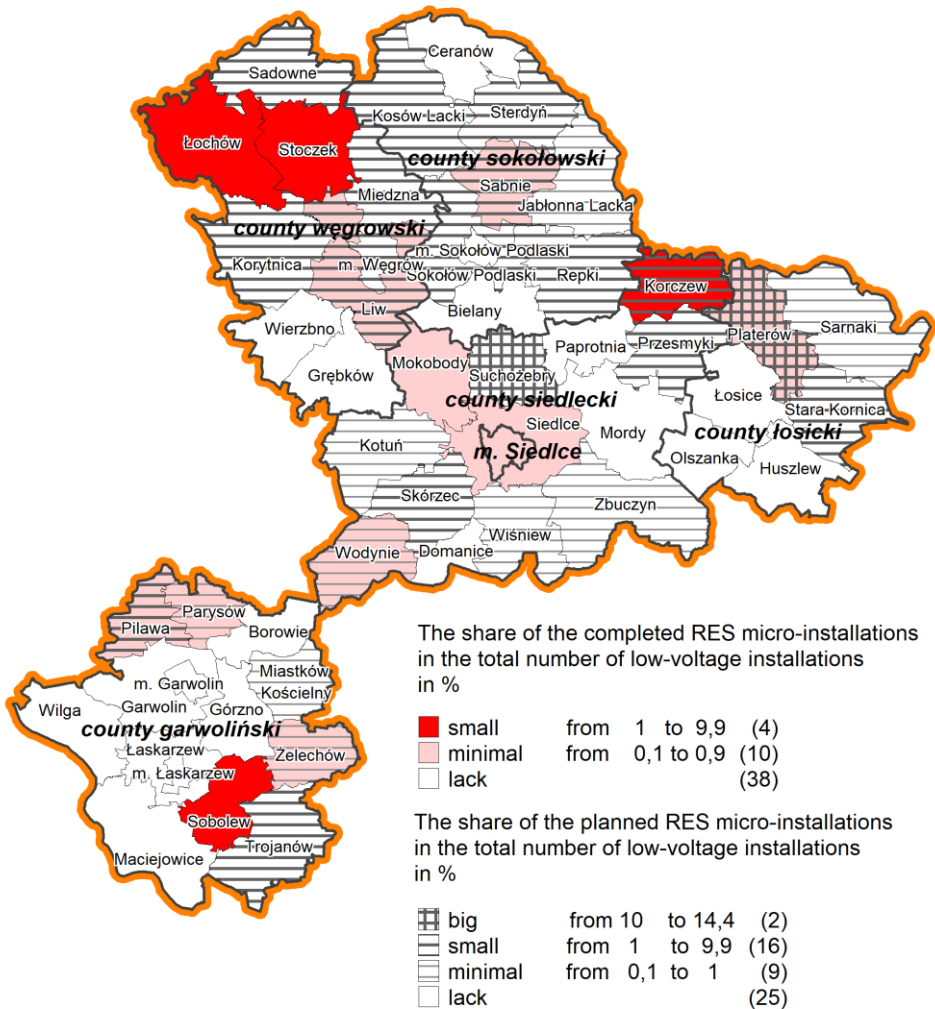 Ceranów
Sadowne
Kosów Lacki
Sterdyń
Łochów
Stoczek
county sokołowski
Sabnie
Miedzna
Jabłonna Lacka
county węgrowski
m. Sokołów Podlaski
Korytnica
m. Węgrów
Sokołów Podlaski
Repki
Korczew
Liw
Bielany
Wierzbno
Platerów
Sarnaki
Mokobody
Paprotnia
Przesmyki
Grębków
Suchożebry
Łosice
county siedlecki
Stara Kornica
Siedlce
Mordy
county łosicki
Kotuń
m. Siedlce
Olszanka
Huszlew
Skórzec
Zbuczyn
Wiśniew
Wodynie
Domanice
Parysów
Pilawa
Borowie
Miastków
Kościelny
m. Garwolin
Wilga
Garwolin
Górzno
county garwoliński
Łaskarzew
Żelechów
m. Łaskarzew
Sobolew
Trojanów
Maciejowice
The share of the completed RES micro-installations
in the total number of low-voltage installations
in %
small from 1 to 9,9 (4)
minimal from 0,1 to 0,9 (10)
lack (38)
The share of the planned RES micro-installations
in the total number of low-voltage installations
in %
big from 10 to 14,4 (2)
small from 1 to 9,9 (16)
minimal from 0,1 to 1 (9)
lack (25)